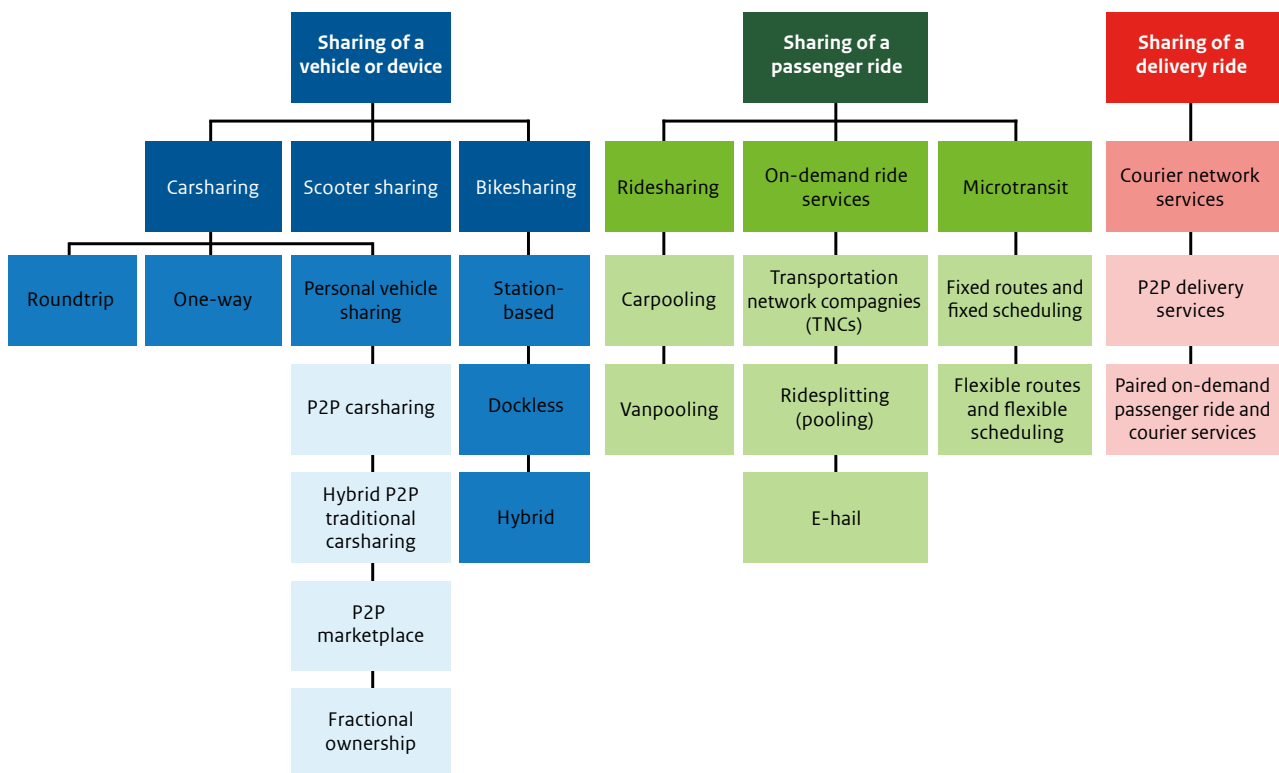 Sharing of a
vehicle or device
Sharing of a
passenger ride
Sharing of a
delivery ride
Carsharing
Scooter sharing
Bikesharing
Ridesharing
On-demand ride
services
Microtransit
Courier network
services
Roundtrip
One-way
Personal vehicle
sharing
Station-
based
Carpooling
Transportation
network compagnies
(TNCs)
Fixed routes and
fixed scheduling
P2P delivery
services
P2P carsharing
Dockless
Vanpooling
Ridesplitting
(pooling)
Flexible routes
and flexible
scheduling
Paired on-demand
passenger ride and
courier services
Hybrid P2P
traditional
carsharing
Hybrid
E-hail
P2P
marketplace
Fractional
ownership